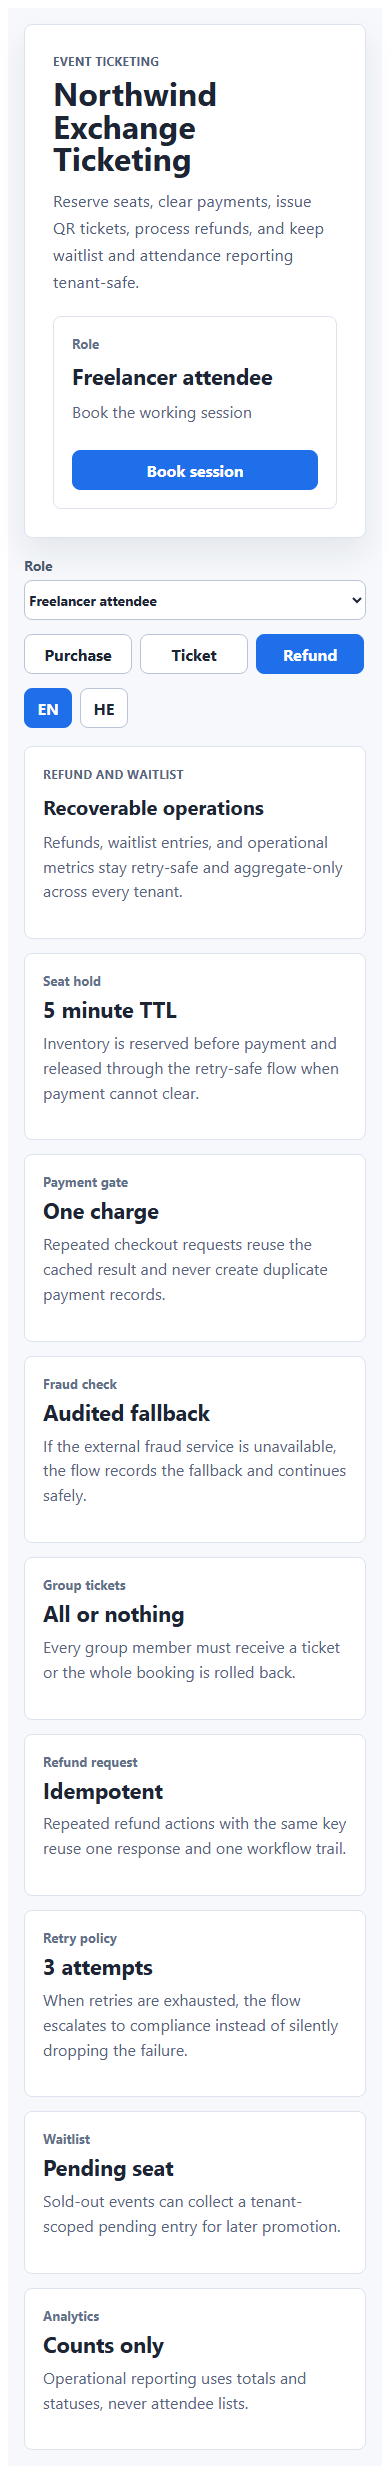 EVENT TICKETING
Northwind
Exchange
Ticketing
Reserve seats, clear payments, issue
QR tickets, process refunds, and keep
waitlist and attendance reporting
tenant-safe.
Role
Freelancer attendee
Book the working session
Book session
Role
Freelancer attendee
Purchase
Ticket
Refund
EN
HE
REFUND AND WAITLIST
Recoverable operations
Refunds, waitlist entries, and operational
metrics stay retry-safe and aggregate-only
across every tenant.
Seat hold
5 minute TTL
Inventory is reserved before payment and
released through the retry-safe flow when
payment cannot clear.
Payment gate
One charge
Repeated checkout requests reuse the
cached result and never create duplicate
payment records.
Fraud check
Audited fallback
If the external fraud service is unavailable,
the flow records the fallback and continues
safely.
Group tickets
All or nothing
Every group member must receive a ticket
or the whole booking is rolled back.
Refund request
Idempotent
Repeated refund actions with the same key
reuse one response and one workflow trail.
Retry policy
3 attempts
When retries are exhausted, the flow
escalates to compliance instead of silently
dropping the failure.
Waitlist
Pending seat
Sold-out events can collect a tenant-
scoped pending entry for later promotion.
Analytics
Counts only
Operational reporting uses totals and
statuses, never attendee lists.